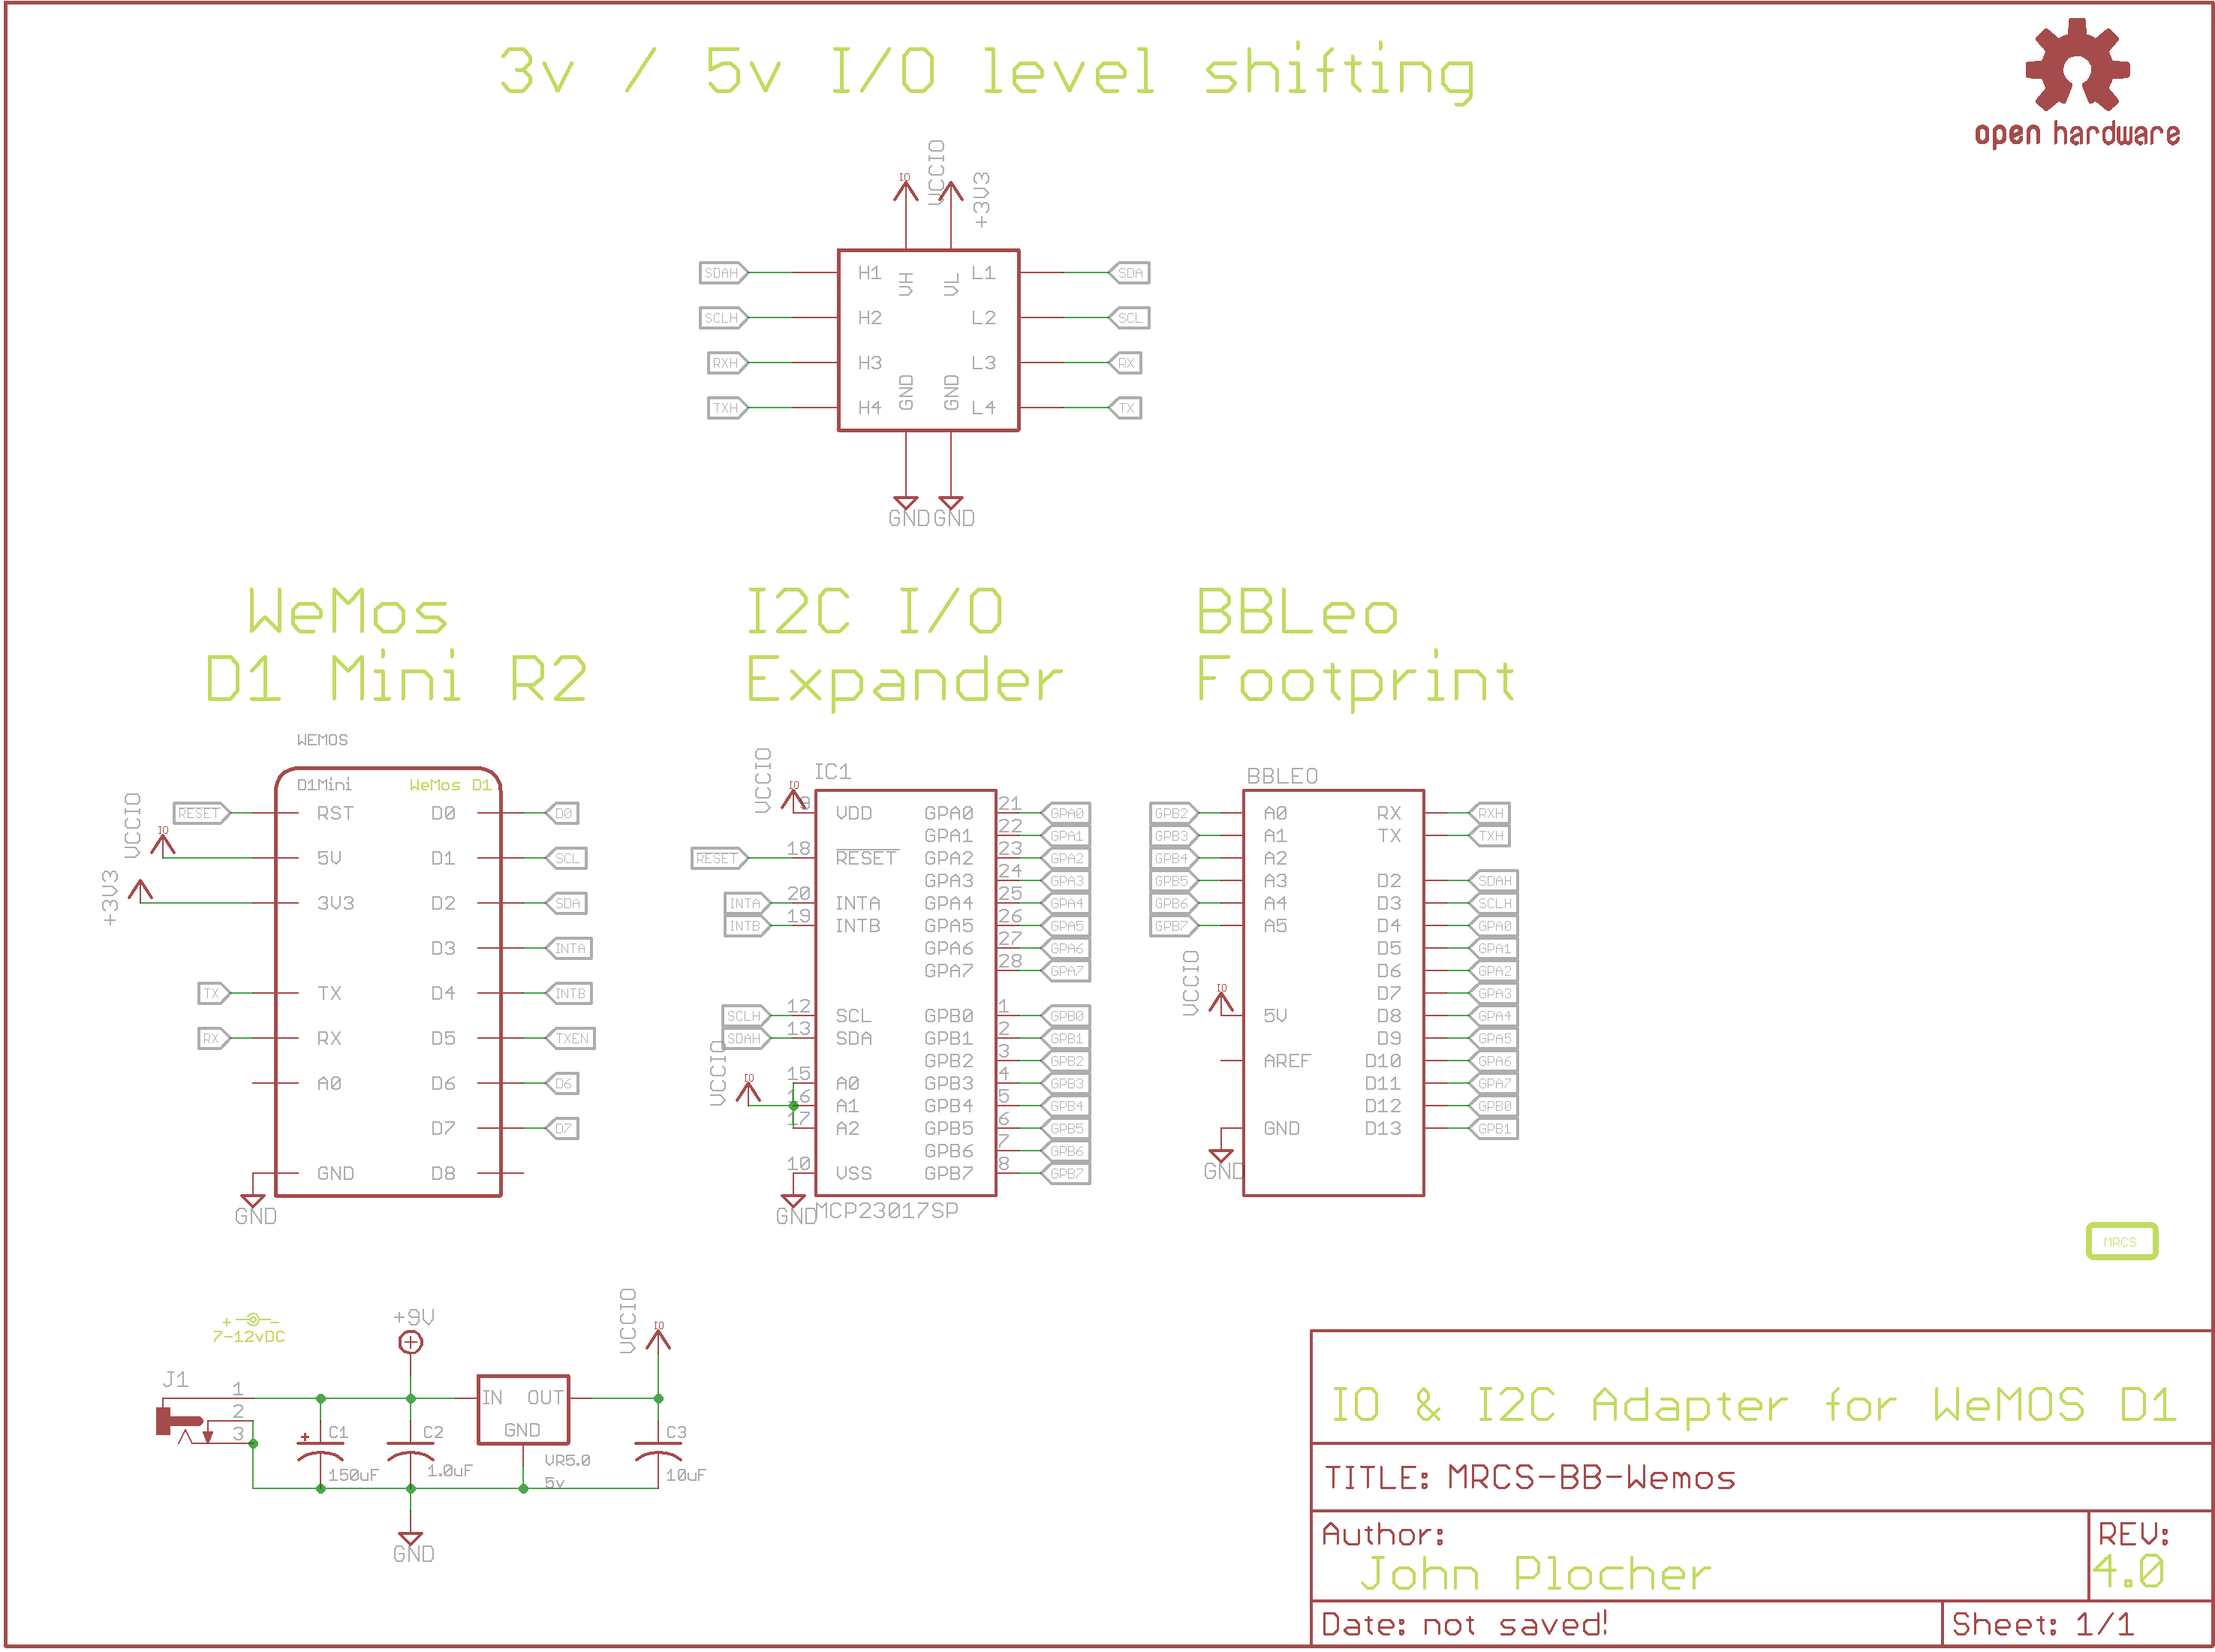 3v / 5v I/O level shifting
open hardware
IO
VCCIO
+3V3
SDAH H1 VH VL L1 SDA
SCLH H2 L2 SCL
RXH H3 L3 RX
TXH H4 GND GND L4 TX
GND GND
WeMos
D1 Mini R2
WEMOS
D1Mini WeMos D1
RESET RST D0 D0
VCCIO IO 5V D1 SCL
+3V3 3V3 D2 SDA
D3 INTA
TX TX D4 INTB
RX RX D5 TXEN
A0 D6 D6
D7 D7
GND D8
GND
I2C I/O
Expander
IC1
VCCIO IO 9 VDD GPA0 21 GPA0
GPA1 22 GPA1
RESET 18 RESET GPA2 23 GPA2
GPA3 24 GPA3
INTA 20 INTA GPA4 25 GPA4
INTB 19 INTB GPA5 26 GPA5
GPA6 27 GPA6
GPA7 28 GPA7
SCLH 12 SCL GPB0 1 GPB0
SDAH 13 SDA GPB1 2 GPB1
GPB2 3 GPB2
VCCIO IO 15 A0 GPB3 4 GPB3
16 A1 GPB4 5 GPB4
17 A2 GPB5 6 GPB5
GPB6 7 GPB6
10 VSS GPB7 8 GPB7
GND MCP23017SP
BBLeo
Footprint
BBLEO
GPB2 A0 RX RXH
GPB3 A1 TX TXH
GPB4 A2
GPB5 A3 D2 SDAH
GPB6 A4 D3 SCLH
GPB7 A5 D4 GPA0
D5 GPA1
D6 GPA2
VCCIO IO D7 GPA3
5V D8 GPA4
D9 GPA5
AREF D10 GPA6
D11 GPA7
D12 GPB0
GND D13 GPB1
GND
MRCS
+ -
7-12vDC
+9V
VCCIO IO
J1 1
2
3
+ C1
150uF
C2
1.0uF
IN OUT
GND
VR5.0
5v
C3
10uF
GND
IO & I2C Adapter for WeMOS D1
TITLE: MRCS-BB-Wemos
Author:
John Plocher
REV:
4.0
Date: not saved!
Sheet: 1/1